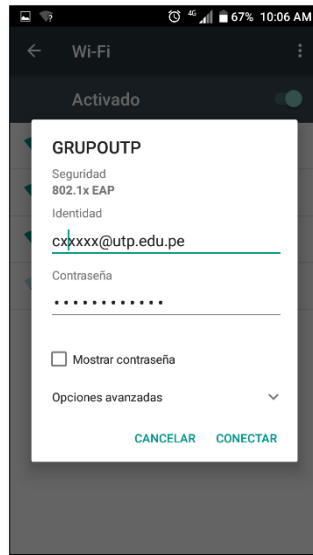 4G 67% 10:06 AM
Wi-Fi
Activado
GRUPOUTP
Seguridad
802.1x EAP
Identidad
cxxxxx@utp.edu.pe
Contraseña
••••••••••••
Mostrar contraseña
Opciones avanzadas
CANCELAR CONECTAR